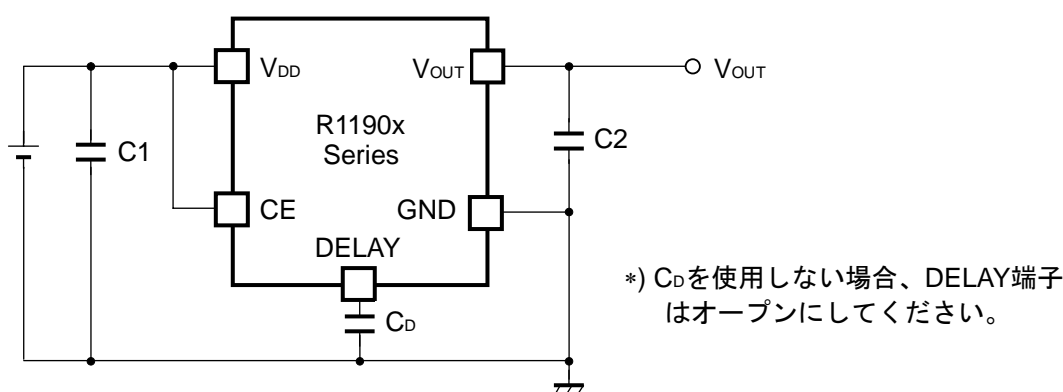 VDD
VOUT
VOUT
R1190x
Series
C1
C2
CE
GND
DELAY
CD
*) CDを使用しない場合、DELAY端子
はオープンにしてください。